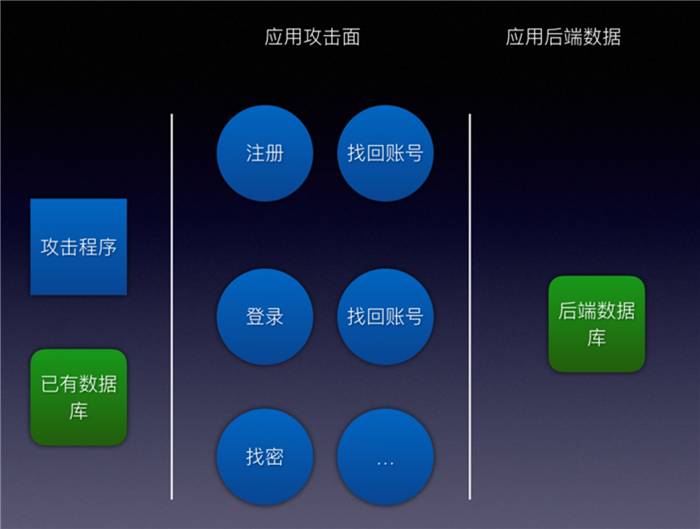 应用攻击面
应用后端数据
注册
找回账号
攻击程序
登录
找回账号
后端数据
库
已有数据
库
找密
...